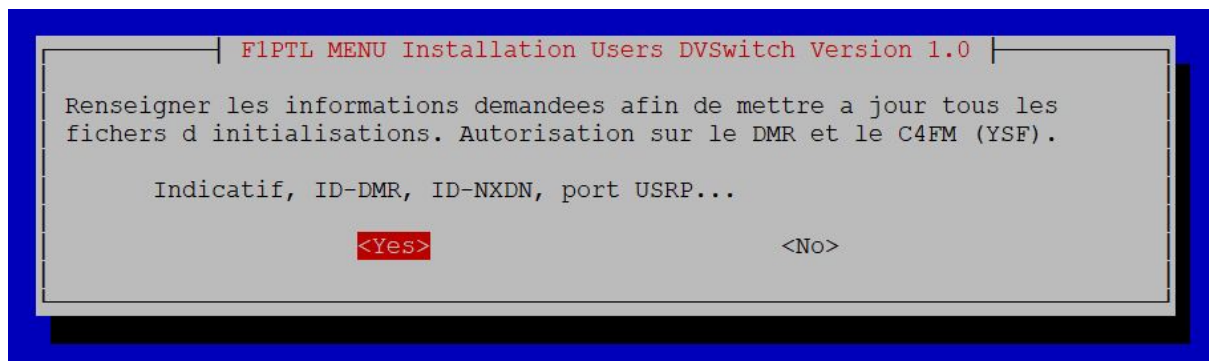 F1PTL MENU Installation Users DVSwitch Version 1.0
Renseigner les informations demandees afin de mettre a jour tous les
fichers d initialisations. Autorisation sur le DMR et le C4FM (YSF).
Indicatif, ID-DMR, ID-NXDN, port USRP...
<Yes> <No>